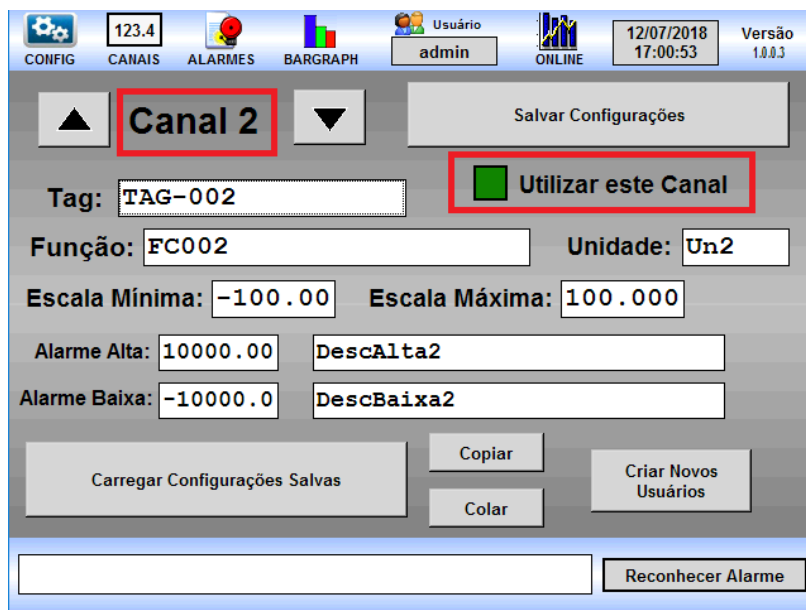 123.4
Usuário
12/07/2018
17:00:53
Versão
1.0.0.3
CONFIG
CANAIS
ALARMES
BARGRAPH
admin
ONLINE
Canal 2
Salvar Configurações
Tag: TAG-002
Utilizar este Canal
Função: FC002
Unidade: Un2
Escala Mínima: -100.00
Escala Máxima: 100.000
Alarme Alta: 10000.00
DescAlta2
Alarme Baixa: -10000.0
DescBaixa2
Carregar Configurações Salvas
Copiar
Colar
Criar Novos
Usuários
Reconhecer Alarme